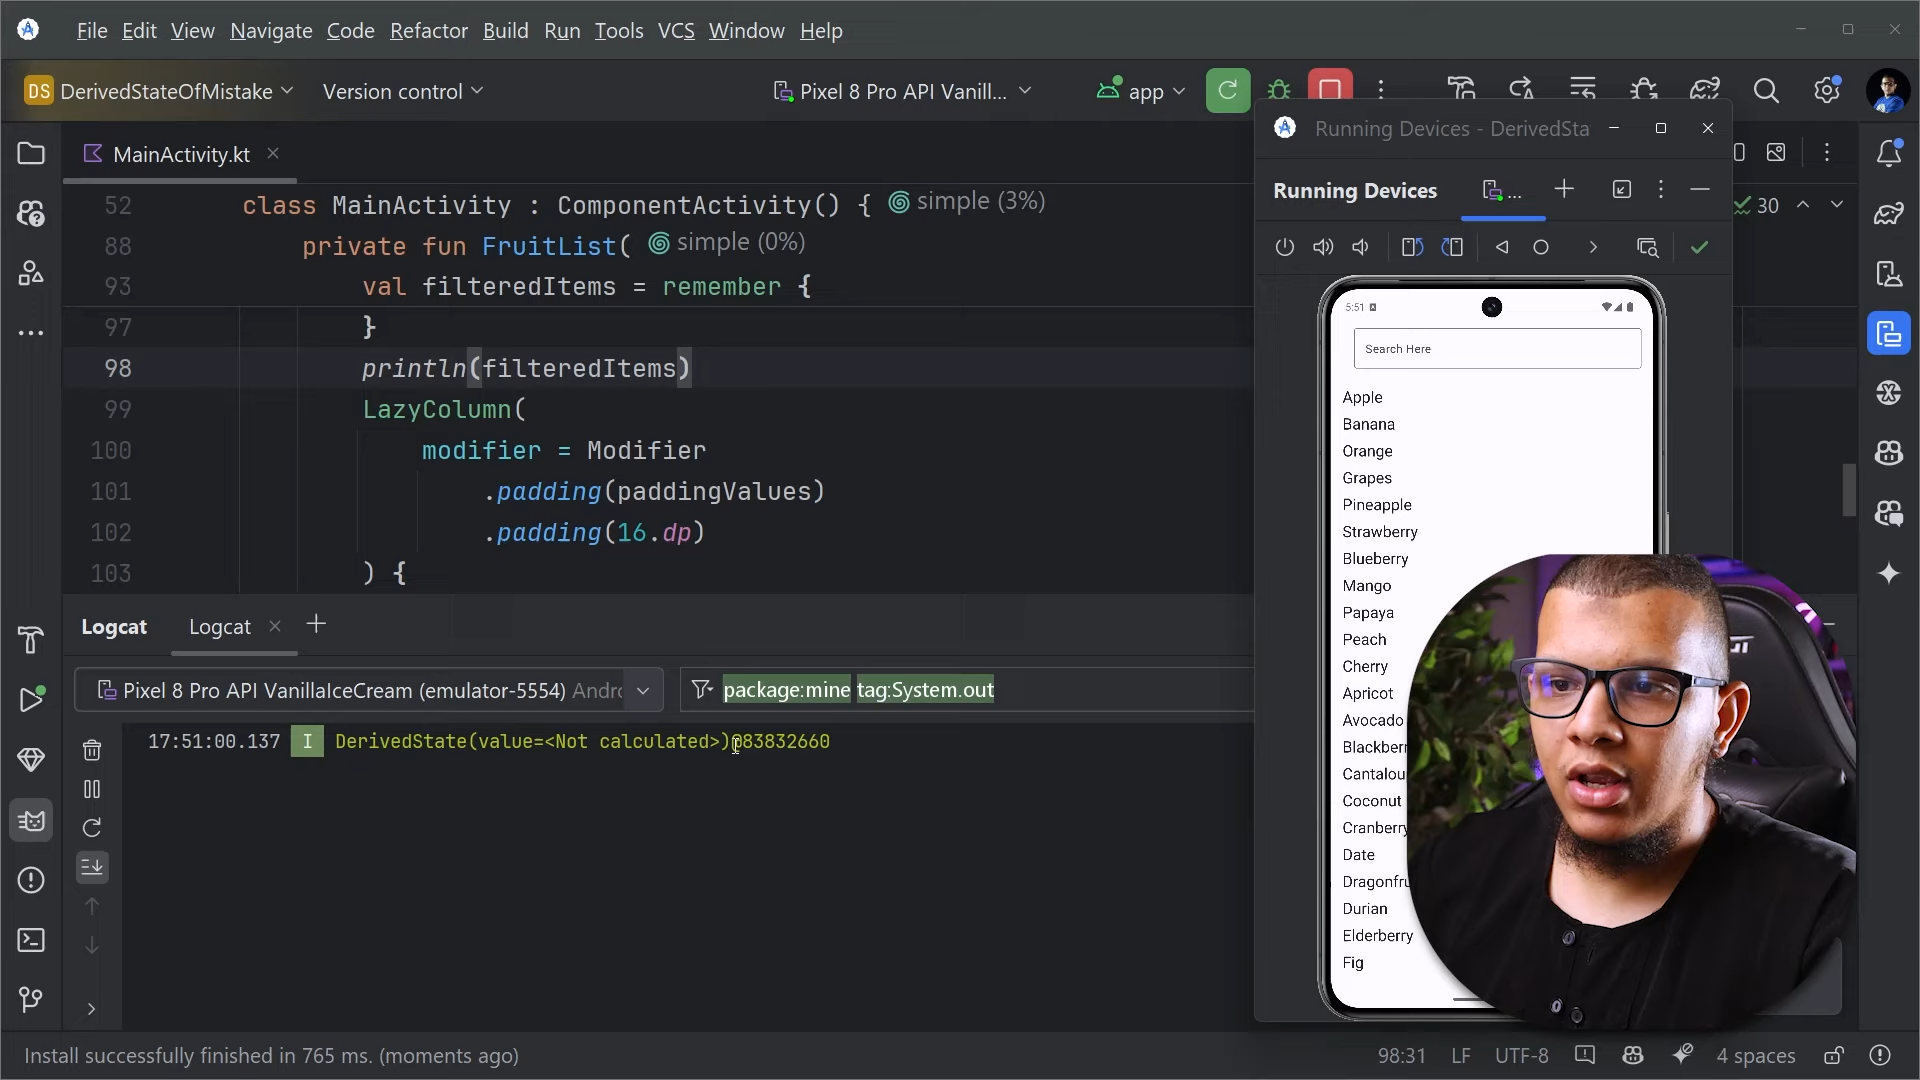 File Edit View Navigate Code Refactor Build Run Tools VCS Window Help
DS DerivedStateOfMistake Version control Pixel 8 Pro API Vanill... app
MainActivity.kt
52 class MainActivity : ComponentActivity() { simple (3%)
88 private fun FruitList( simple (0%)
93 val filteredItems = remember {
97 }
98 println(filteredItems)
99 LazyColumn(
100 modifier = Modifier
101 .padding(paddingValues)
102 .padding(16.dp)
103 ) {
30
Logcat Logcat
Pixel 8 Pro API VanillaIceCream (emulator-5554)
package:mine tag:System.out
17:51:00.137 I DerivedState(value=<Not calculated>)@83832660
Running Devices - DerivedSta
Running Devices ...
5:51
Search Here
Apple
Banana
Orange
Grapes
Pineapple
Strawberry
Blueberry
Mango
Papaya
Peach
Cherry
Apricot
Avocado
Blackberr
Cantalou
Coconut
Cranberry
Date
Dragonfru
Durian
Elderberry
Fig
Install successfully finished in 765 ms. (moments ago)
98:31 LF UTF-8 4 spaces